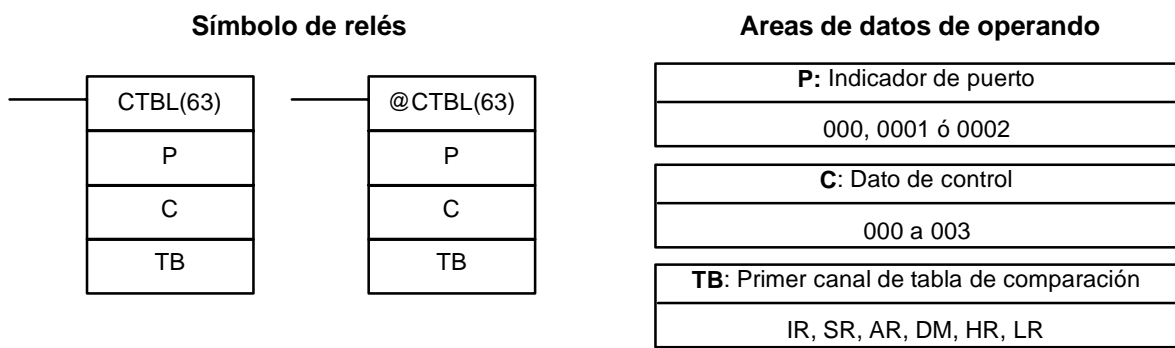 Símbolo de relés
CTBL(63)
P
C
TB
@CTBL(63)
P
C
TB
Areas de datos de operando
P: Indicador de puerto
000, 0001 ó 0002
C: Dato de control
000 a 003
TB: Primer canal de tabla de comparación
IR, SR, AR, DM, HR, LR